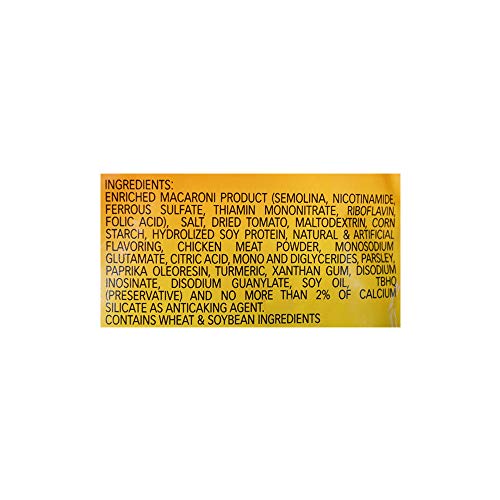 INGREDIENTS:
ENRICHED MACARONI PRODUCT (SEMOLINA, NICOTINAMIDE,
FERROUS SULFATE, THIAMIN MONONITRATE, RIBOFLAVIN,
FOLIC ACID), SALT, DRIED TOMATO, MALTODEXTRIN, CORN
STARCH, HYDROLIZED SOY PROTEIN, NATURAL & ARTIFICIAL
FLAVORING, CHICKEN MEAT POWDER, MONOSODIUM
GLUTAMATE, CITRIC ACID, MONO AND DIGLYCERIDES, PARSLEY,
PAPRIKA OLEORESIN, TURMERIC, XANTHAN GUM, DISODIUM
INOSINATE, DISODIUM GUANYLATE, SOY OIL, TBHQ
(PRESERVATIVE) AND NO MORE THAN 2% OF CALCIUM
SILICATE AS ANTICAKING AGENT.
CONTAINS WHEAT & SOYBEAN INGREDIENTS